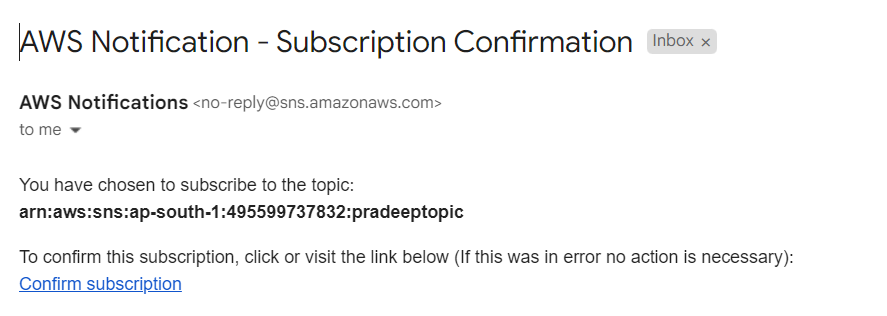 AWS Notification - Subscription Confirmation Inbox ×
AWS Notifications <no-reply@sns.amazonaws.com>
to me
You have chosen to subscribe to the topic:
arn:aws:sns:ap-south-1:495599737832:pradeeptopic
To confirm this subscription, click or visit the link below (If this was in error no action is necessary):
Confirm subscription